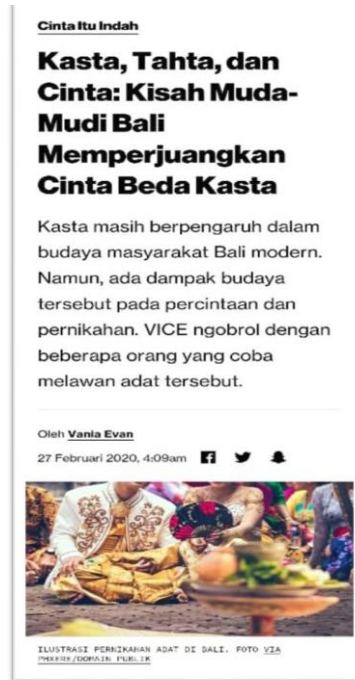 Cinta Itu Indah
Kasta, Tahta, dan
Cinta: Kisah Muda-
Mudi Bali
Memperjuangkan
Cinta Beda Kasta
Kasta masih berpengaruh dalam
budaya masyarakat Bali modern.
Namun, ada dampak budaya
tersebut pada percintaan dan
pernikahan. VICE ngobrol dengan
beberapa orang yang coba
melawan adat tersebut.
Oleh Vania Evan
27 Februari 2020, 4:09am
ILUSTRASI PERNIKAHAN ADAT DI BALI. FOTO VIA
PHXERE/DOMAIN PUBLIK